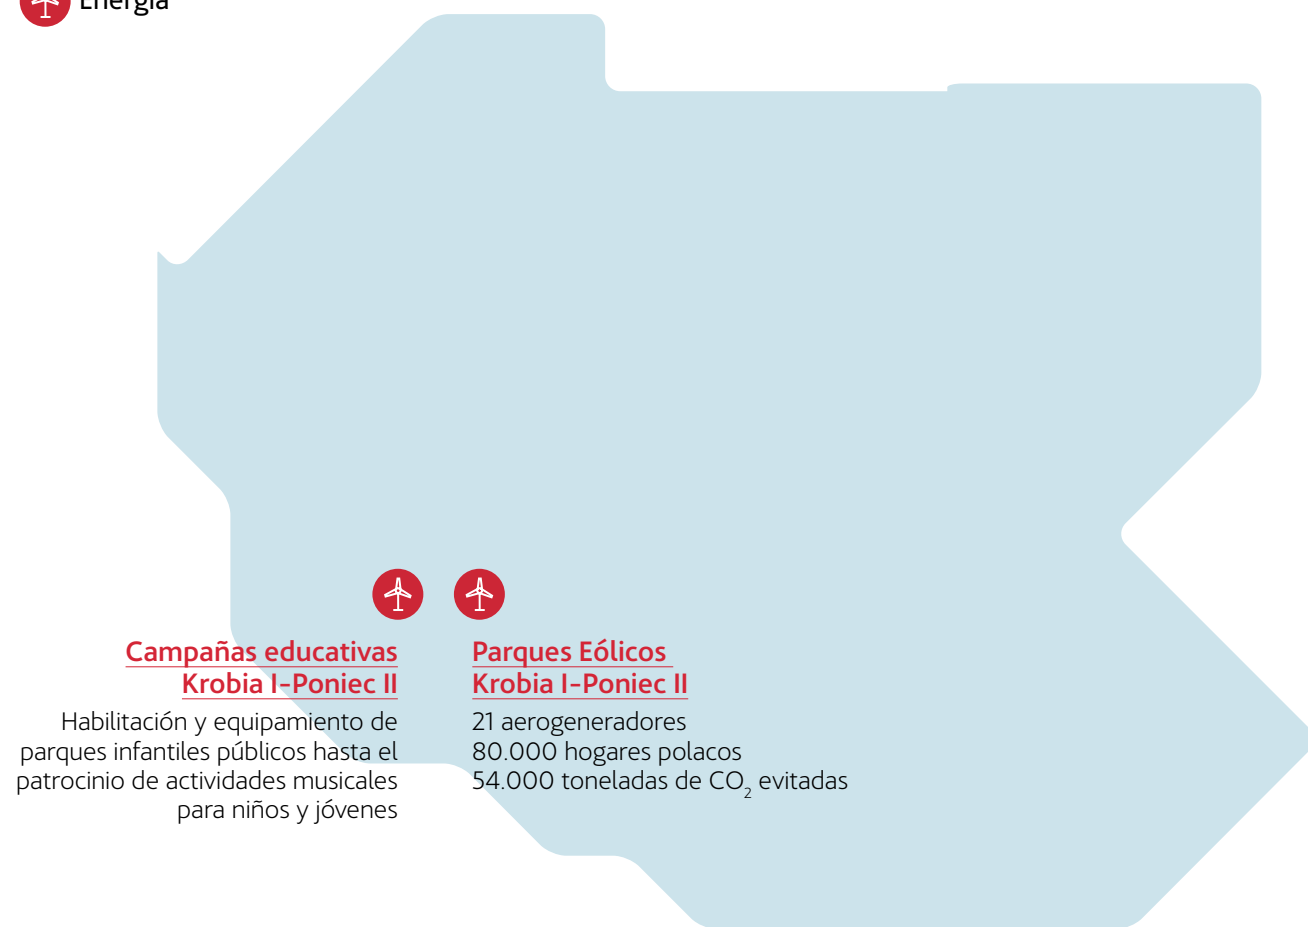 Energía
Campañas educativas
Krobia I-Poniec II
Habilitación y equipamiento de
parques infantiles públicos hasta el
patrocinio de actividades musicales
para niños y jóvenes
Parques Eólicos
Krobia I-Poniec II
21 aerogeneradores
80.000 hogares polacos
54.000 toneladas de CO₂ evitadas